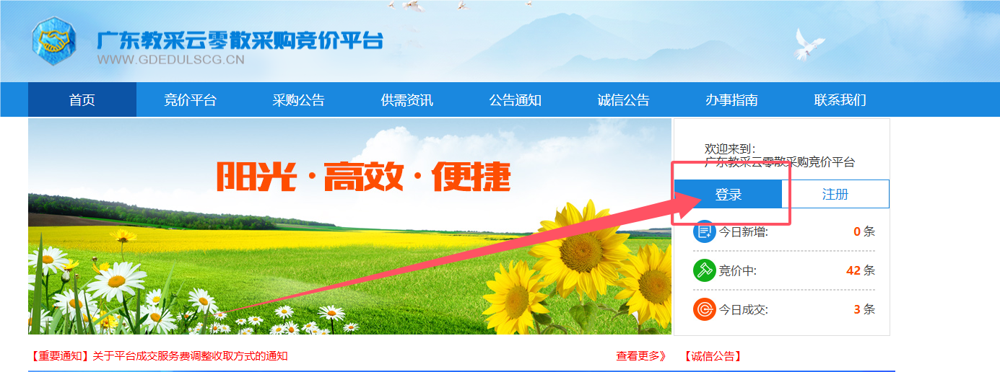 广东教采云零散采购竞价平台
WWW.GDEDULSCG.CN
首页 竞价平台 采购公告 供需资讯 公告通知 诚信公告 办事指南 联系我们
阳光·高效·便捷
欢迎来到:
广东教采云零散采购竞价平台
登录 注册
今日新增: 0 条
竞价中: 42 条
今日成交: 3 条
【重要通知】关于平台成交服务费调整收取方式的通知 查看更多》 【诚信公告】